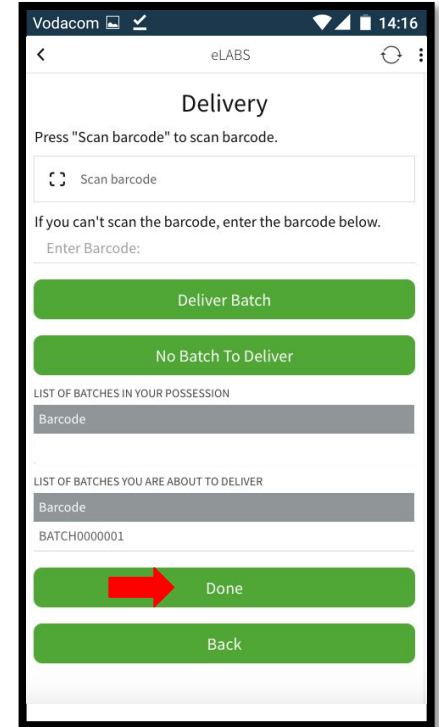 Vodacom 14:16
eLABS
Delivery
Press "Scan barcode" to scan barcode.
Scan barcode
If you can't scan the barcode, enter the barcode below.
Enter Barcode:
Deliver Batch
No Batch To Deliver
LIST OF BATCHES IN YOUR POSSESSION
Barcode
LIST OF BATCHES YOU ARE ABOUT TO DELIVER
Barcode
BATCH0000001
Done
Back